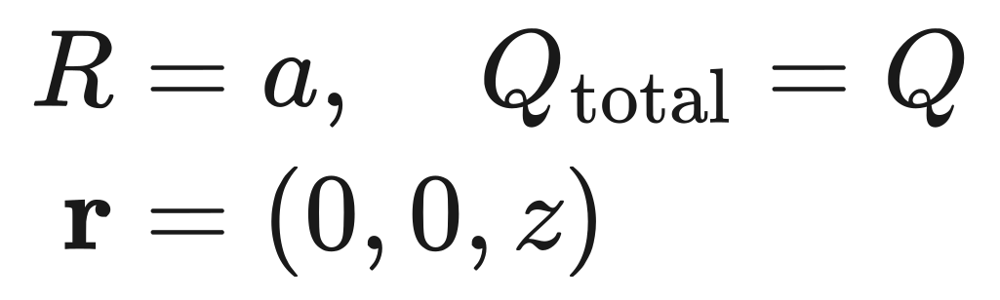 R = a, Q_total = Q
r = (0, 0, z)